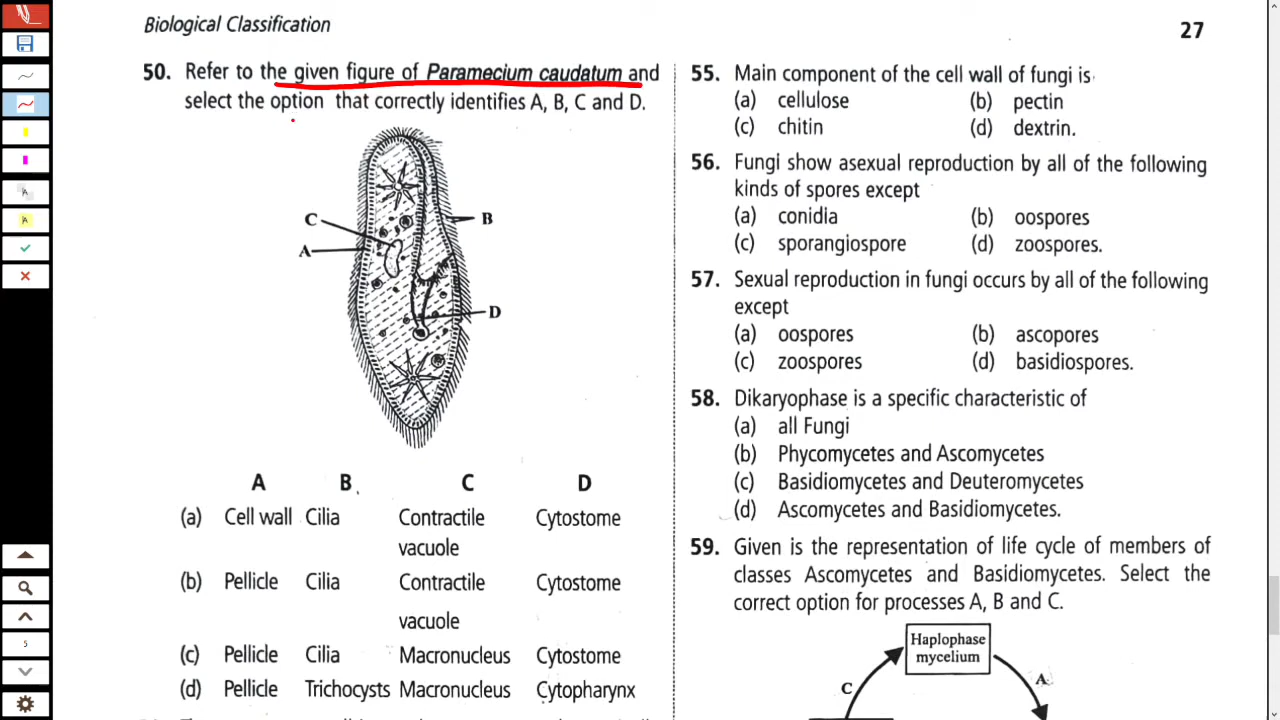 Biological Classification
27
50. Refer to the given figure of Paramecium caudatum and
select the option that correctly identifies A, B, C and D.
C
B
A
D
A B C D
(a) Cell wall Cilia Contractile Cytostome
vacuole
(b) Pellicle Cilia Contractile Cytostome
vacuole
(c) Pellicle Cilia Macronucleus Cytostome
(d) Pellicle Trichocysts Macronucleus Cytopharynx
55. Main component of the cell wall of fungi is
(a) cellulose (b) pectin
(c) chitin (d) dextrin.
56. Fungi show asexual reproduction by all of the following
kinds of spores except
(a) conidia (b) oospores
(c) sporangiospore (d) zoospores.
57. Sexual reproduction in fungi occurs by all of the following
except
(a) oospores (b) ascopores
(c) zoospores (d) basidiospores.
58. Dikaryophase is a specific characteristic of
(a) all Fungi
(b) Phycomycetes and Ascomycetes
(c) Basidiomycetes and Deuteromycetes
(d) Ascomycetes and Basidiomycetes.
59. Given is the representation of life cycle of members of
classes Ascomycetes and Basidiomycetes. Select the
correct option for processes A, B and C.
Haplophase
mycelium
C
A
5